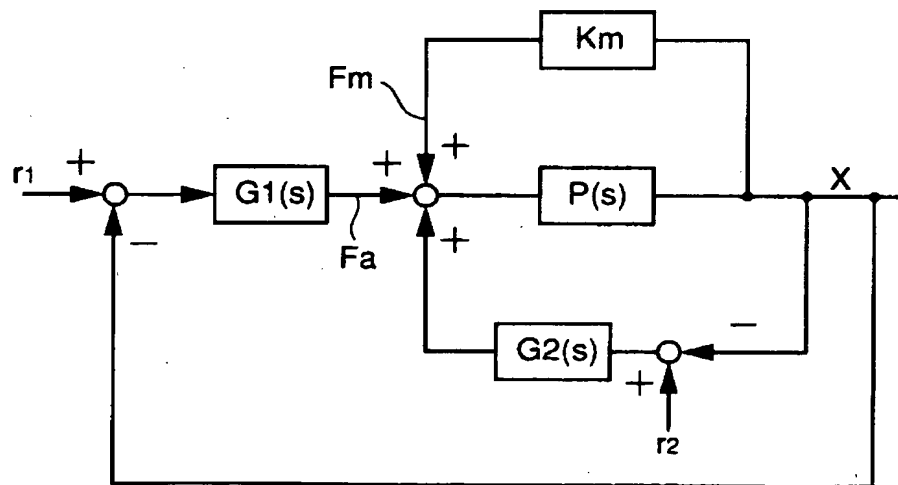 Km
Fm
+
+
+
r1
+
G1(s)
P(s)
X
−
Fa
+
−
G2(s)
+
r2